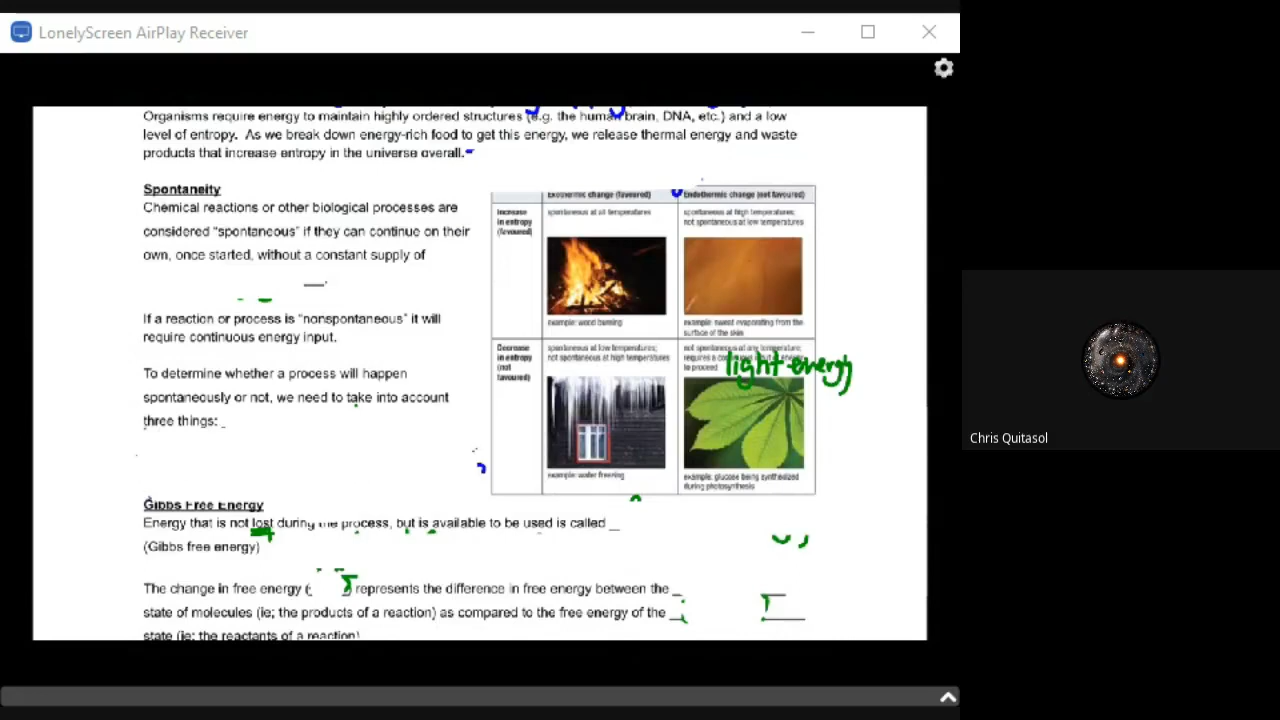 LonelyScreen AirPlay Receiver
Organisms require energy to maintain highly ordered structures (e.g. the human brain, DNA, etc.) and a low
level of entropy. As we break down energy-rich food to get this energy, we release thermal energy and waste
products that increase entropy in the universe overall.
Spontaneity
Chemical reactions or other biological processes are
considered "spontaneous" if they can continue on their
own, once started, without a constant supply of
If a reaction or process is "nonspontaneous" it will
require continuous energy input.
To determine whether a process will happen
spontaneously or not, we need to take into account
three things:
Exothermic change (favoured)
Endothermic change (not favoured)
Increase
in entropy
(favoured)
spontaneous at all temperatures
spontaneous at high temperatures;
not spontaneous at low temperatures
example: wood burning
example: sweat evaporating from the
surface of the skin
Decrease
in entropy
(not
favoured)
spontaneous at low temperatures;
not spontaneous at high temperatures
not spontaneous at any temperature;
requires a
to proceed
light energy
example: water freezing
example: glucose being synthesized
during photosynthesis
Gibbs Free Energy
Energy that is not lost during the process, but is available to be used is called
(Gibbs free energy)
The change in free energy ( represents the difference in free energy between the
state of molecules (ie; the products of a reaction) as compared to the free energy of the
state (ie; the reactants of a reaction)
Chris Quitasol